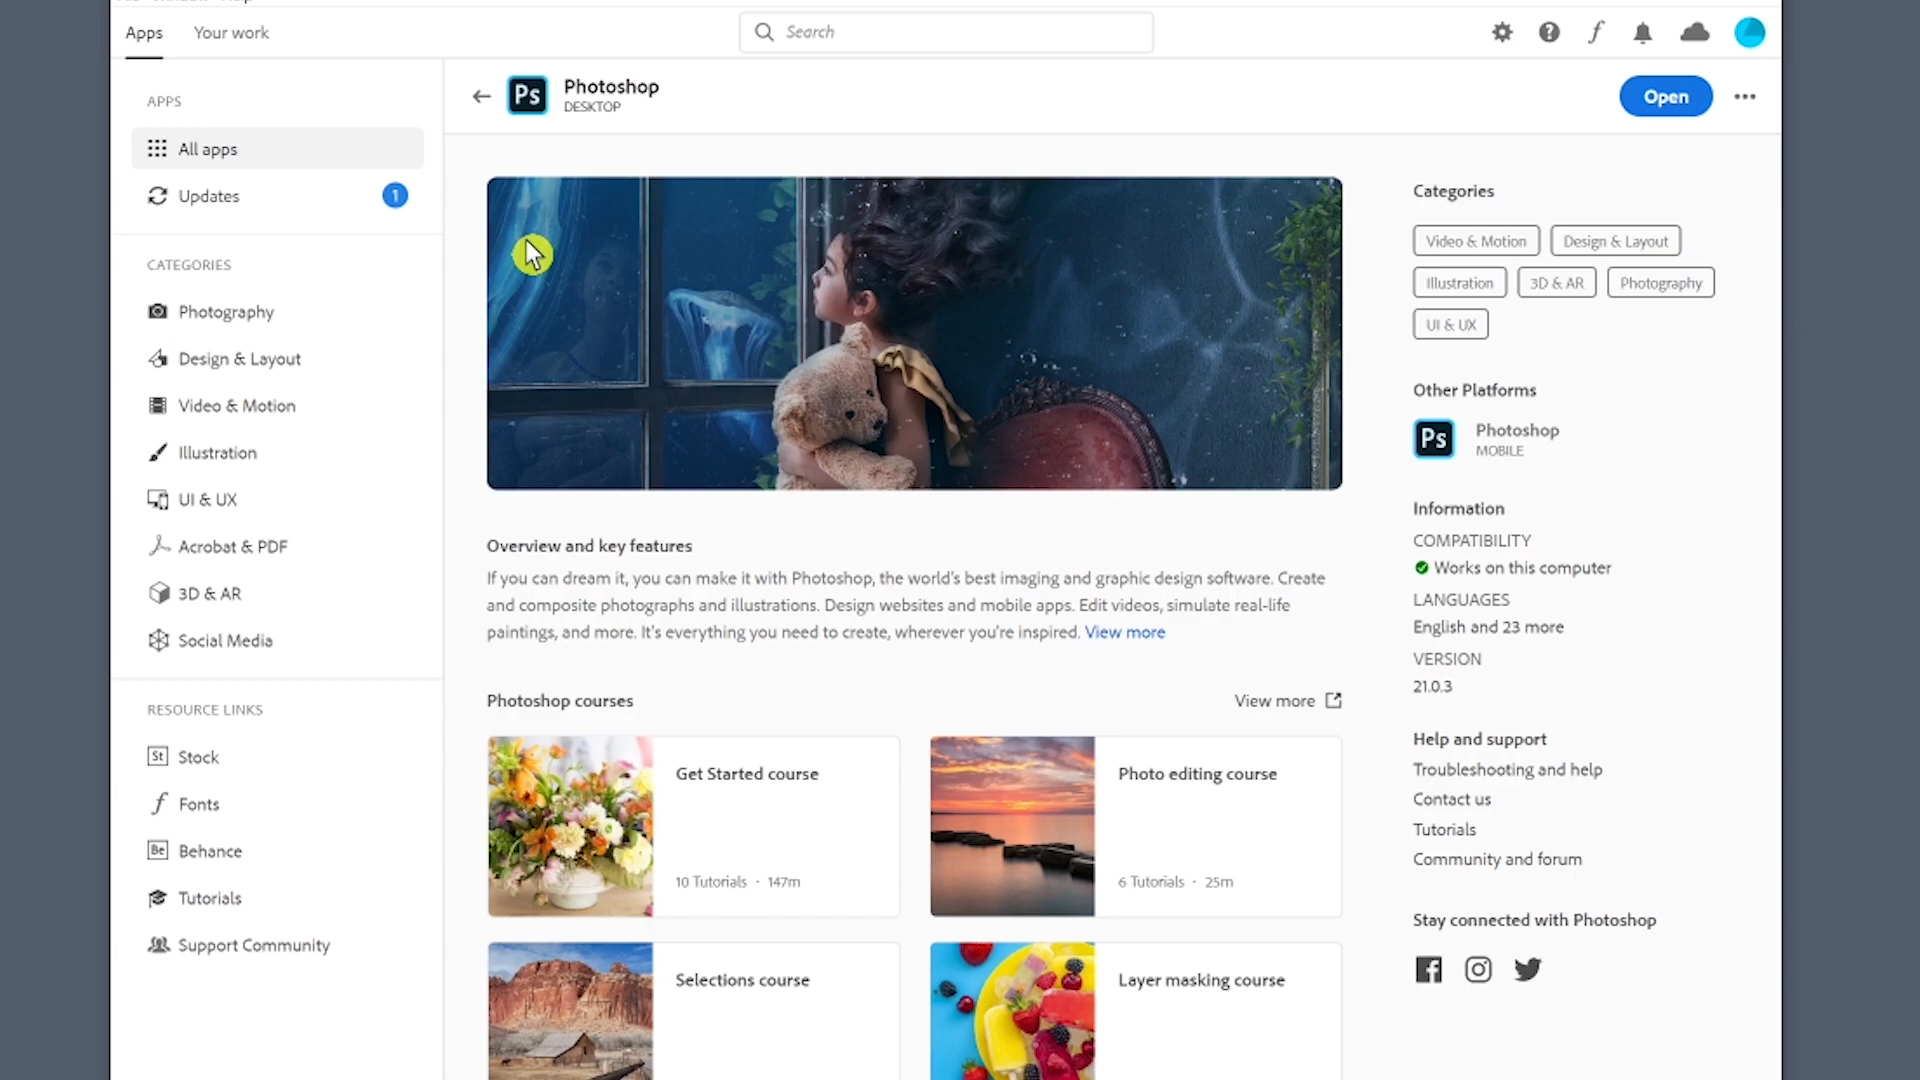 Apps
Your work
Search
APPS
All apps
Updates
1
CATEGORIES
Photography
Design & Layout
Video & Motion
Illustration
UI & UX
Acrobat & PDF
3D & AR
Social Media
RESOURCE LINKS
St
Stock
Fonts
Be
Behance
Tutorials
Support Community
Ps
Photoshop
DESKTOP
Open
Overview and key features
If you can dream it, you can make it with Photoshop, the world's best imaging and graphic design software. Create
and composite photographs and illustrations. Design websites and mobile apps. Edit videos, simulate real-life
paintings, and more. It's everything you need to create, wherever you're inspired. View more
Photoshop courses
View more
Get Started course
10 Tutorials · 147m
Photo editing course
6 Tutorials · 25m
Selections course
Layer masking course
Categories
Video & Motion
Design & Layout
Illustration
3D & AR
Photography
UI & UX
Other Platforms
Ps
Photoshop
MOBILE
Information
COMPATIBILITY
Works on this computer
LANGUAGES
English and 23 more
VERSION
21.0.3
Help and support
Troubleshooting and help
Contact us
Tutorials
Community and forum
Stay connected with Photoshop